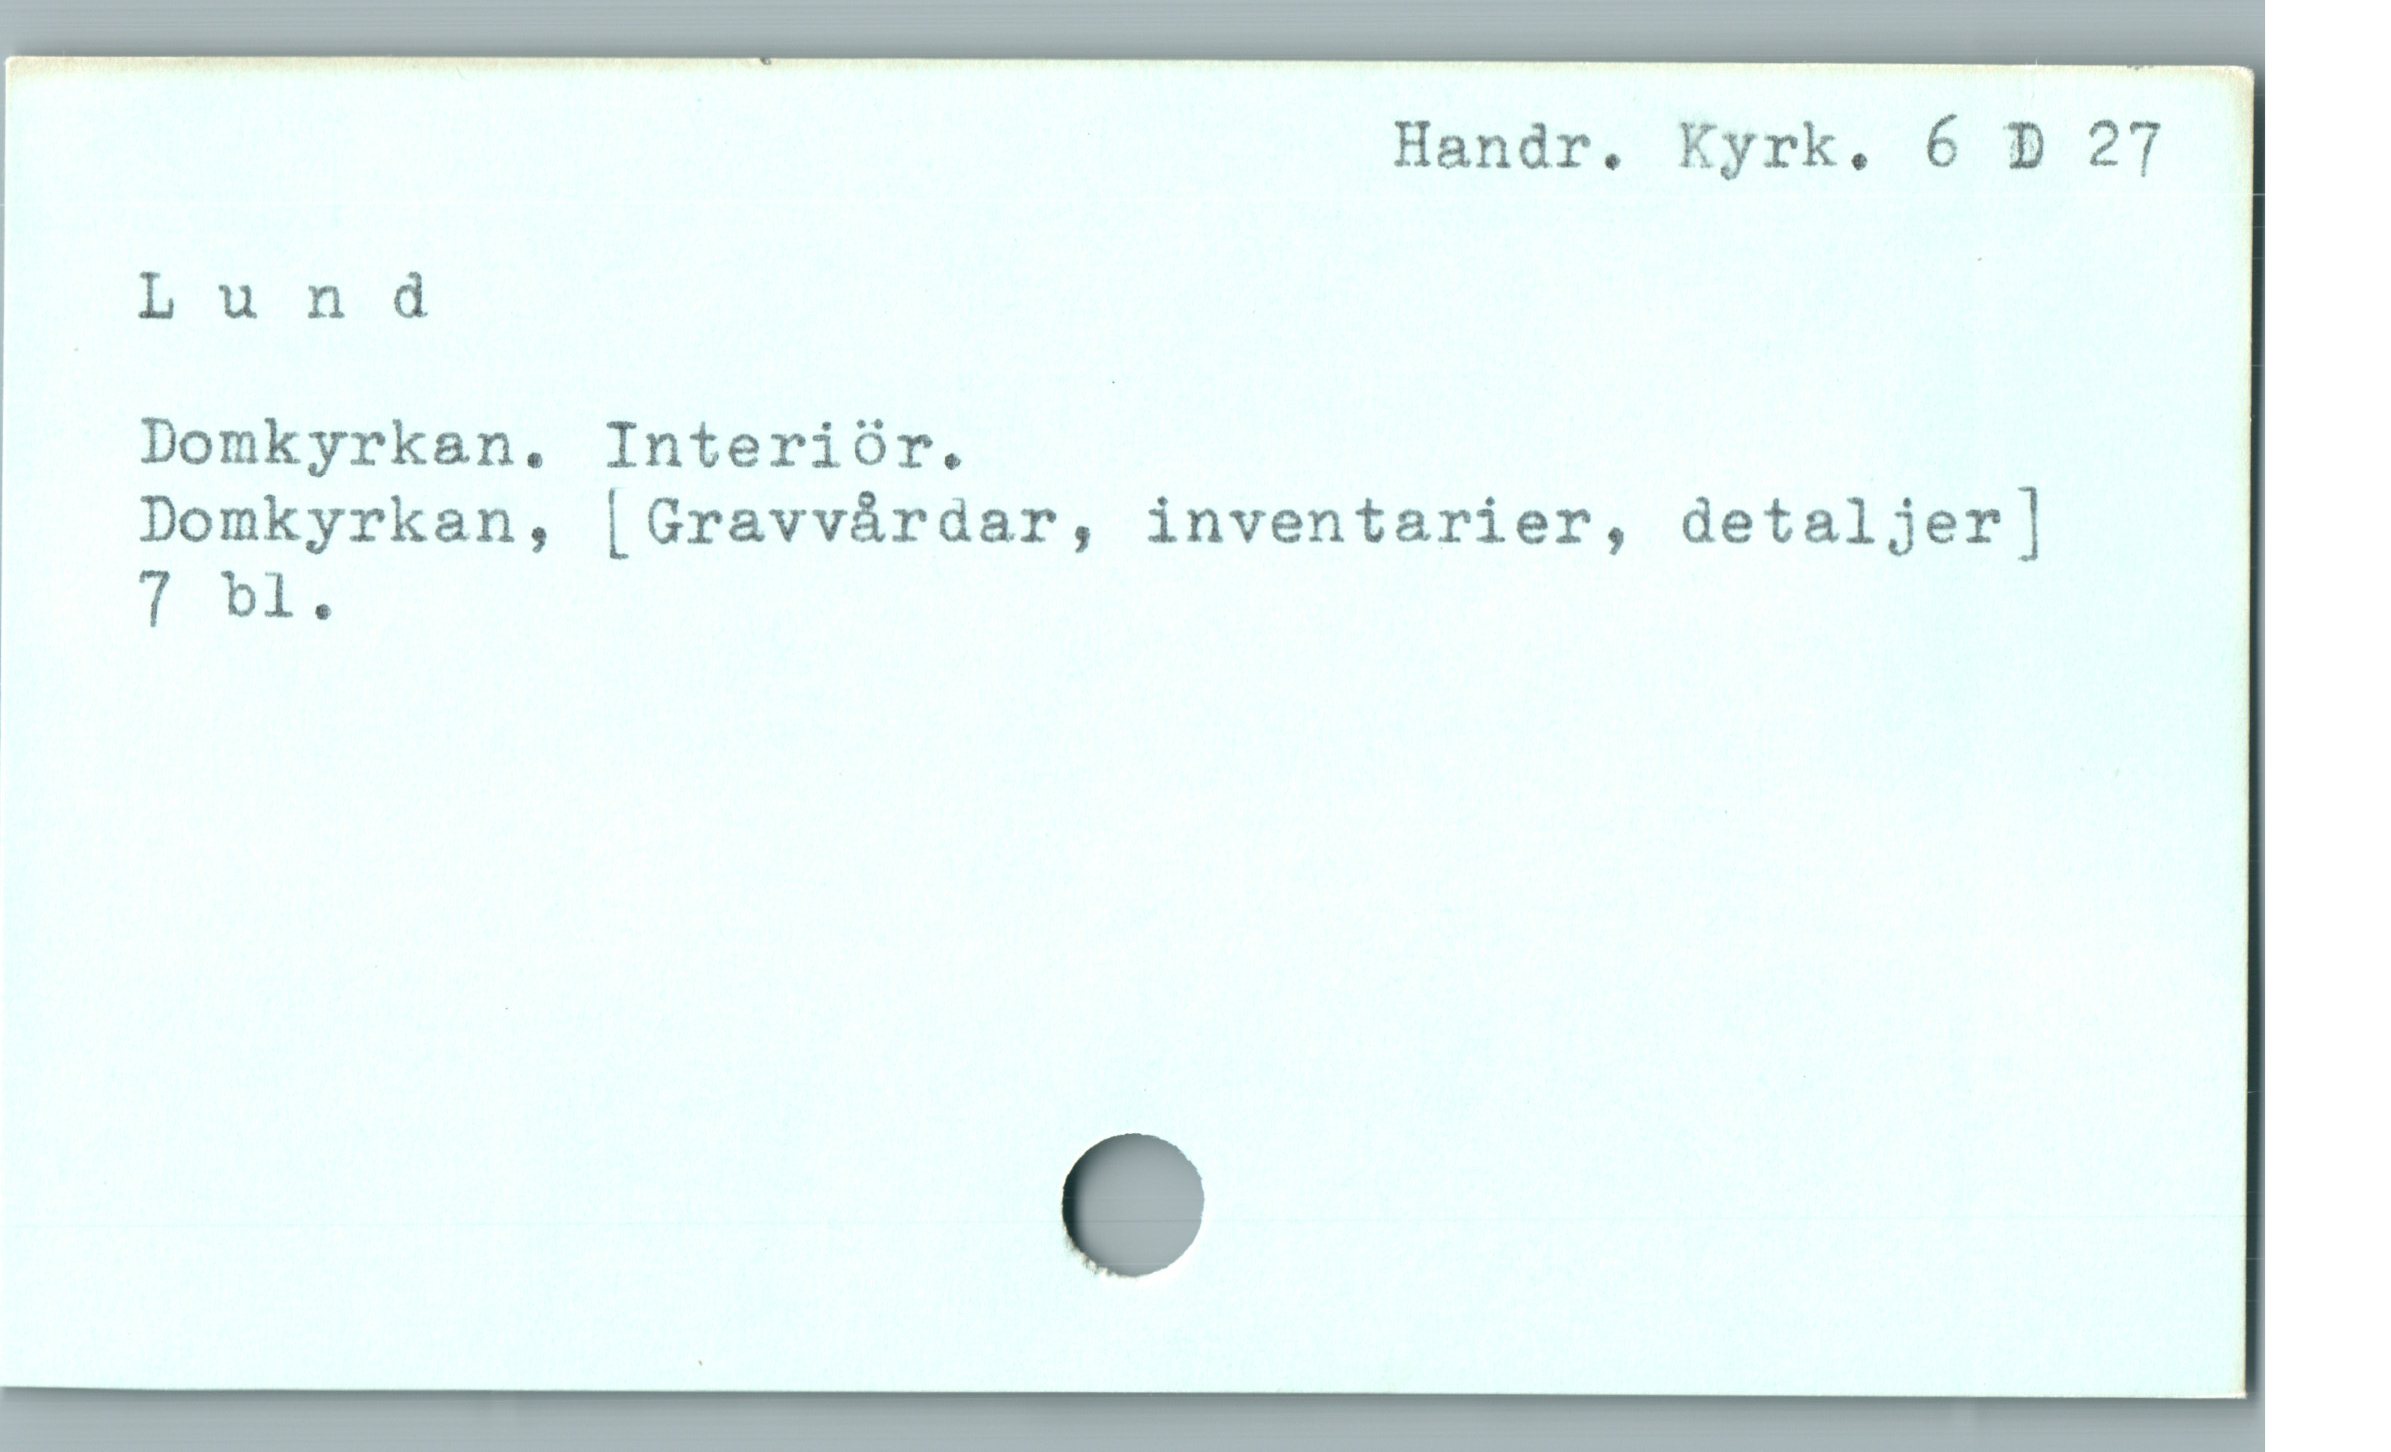 Handr. Kyrk. 6 D 27
L u n d
Domkyrkan. Interiör.
Domkyrkan, [Gravvårdar, inventarier, detaljer]
7 bl.